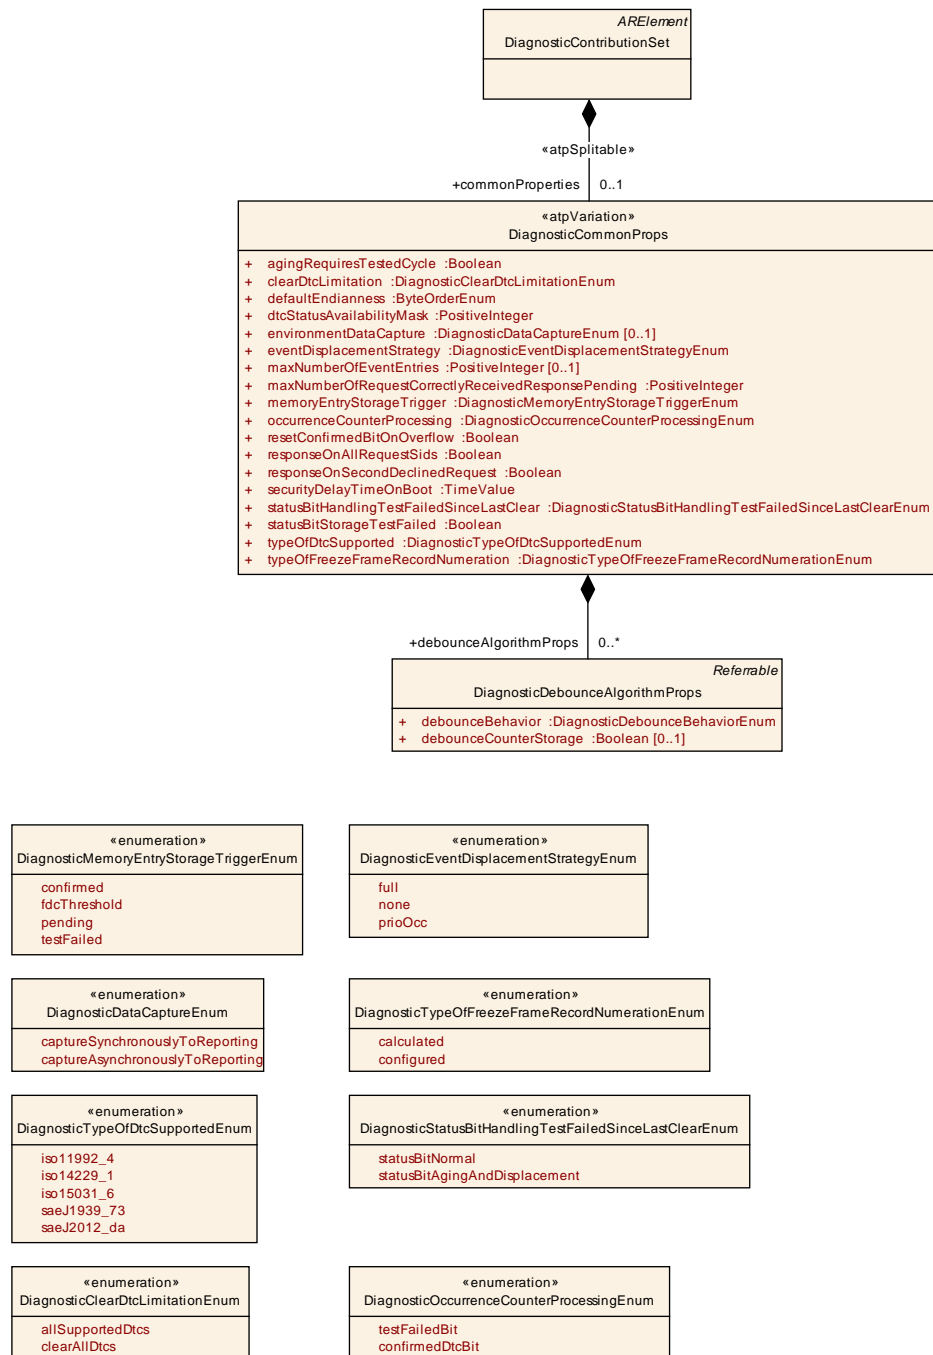 ARElement
DiagnosticContributionSet
«atpSplitable»
+commonProperties 0..1
«atpVariation»
DiagnosticCommonProps
+ agingRequiresTestedCycle :Boolean
+ clearDtcLimitation :DiagnosticClearDtcLimitationEnum
+ defaultEndianness :ByteOrderEnum
+ dtcStatusAvailabilityMask :PositiveInteger
+ environmentDataCapture :DiagnosticDataCaptureEnum [0..1]
+ eventDisplacementStrategy :DiagnosticEventDisplacementStrategyEnum
+ maxNumberOfEventEntries :PositiveInteger [0..1]
+ maxNumberOfRequestCorrectlyReceivedResponsePending :PositiveInteger
+ memoryEntryStorageTrigger :DiagnosticMemoryEntryStorageTriggerEnum
+ occurrenceCounterProcessing :DiagnosticOccurrenceCounterProcessingEnum
+ resetConfirmedBitOnOverflow :Boolean
+ responseOnAllRequestSids :Boolean
+ responseOnSecondDeclinedRequest :Boolean
+ securityDelayTimeOnBoot :TimeValue
+ statusBitHandlingTestFailedSinceLastClear :DiagnosticStatusBitHandlingTestFailedSinceLastClearEnum
+ statusBitStorageTestFailed :Boolean
+ typeOfDtcSupported :DiagnosticTypeOfDtcSupportedEnum
+ typeOfFreezeFrameRecordNumeration :DiagnosticTypeOfFreezeFrameRecordNumerationEnum
+debounceAlgorithmProps 0..*
Referrable
DiagnosticDebounceAlgorithmProps
+ debounceBehavior :DiagnosticDebounceBehaviorEnum
+ debounceCounterStorage :Boolean [0..1]
«enumeration»
DiagnosticMemoryEntryStorageTriggerEnum
confirmed
fdcThreshold
pending
testFailed
«enumeration»
DiagnosticEventDisplacementStrategyEnum
full
none
prioOcc
«enumeration»
DiagnosticDataCaptureEnum
captureSynchronouslyToReporting
captureAsynchronouslyToReporting
«enumeration»
DiagnosticTypeOfFreezeFrameRecordNumerationEnum
calculated
configured
«enumeration»
DiagnosticTypeOfDtcSupportedEnum
iso11992_4
iso14229_1
iso15031_6
saeJ1939_73
saeJ2012_da
«enumeration»
DiagnosticStatusBitHandlingTestFailedSinceLastClearEnum
statusBitNormal
statusBitAgingAndDisplacement
«enumeration»
DiagnosticClearDtcLimitationEnum
allSupportedDtcs
clearAllDtcs
«enumeration»
DiagnosticOccurrenceCounterProcessingEnum
testFailedBit
confirmedDtcBit